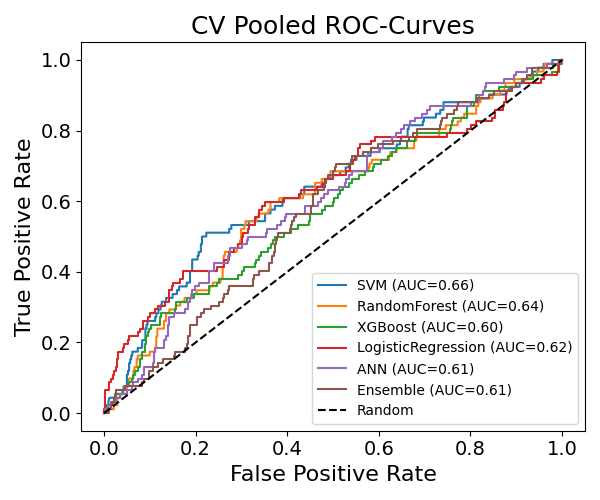 CV Pooled ROC-Curves
True Positive Rate
1.0
0.8
0.6
0.4
0.2
0.0
SVM (AUC=0.66)
RandomForest (AUC=0.64)
XGBoost (AUC=0.60)
LogisticRegression (AUC=0.62)
ANN (AUC=0.61)
Ensemble (AUC=0.61)
Random
0.0 0.2 0.4 0.6 0.8 1.0
False Positive Rate